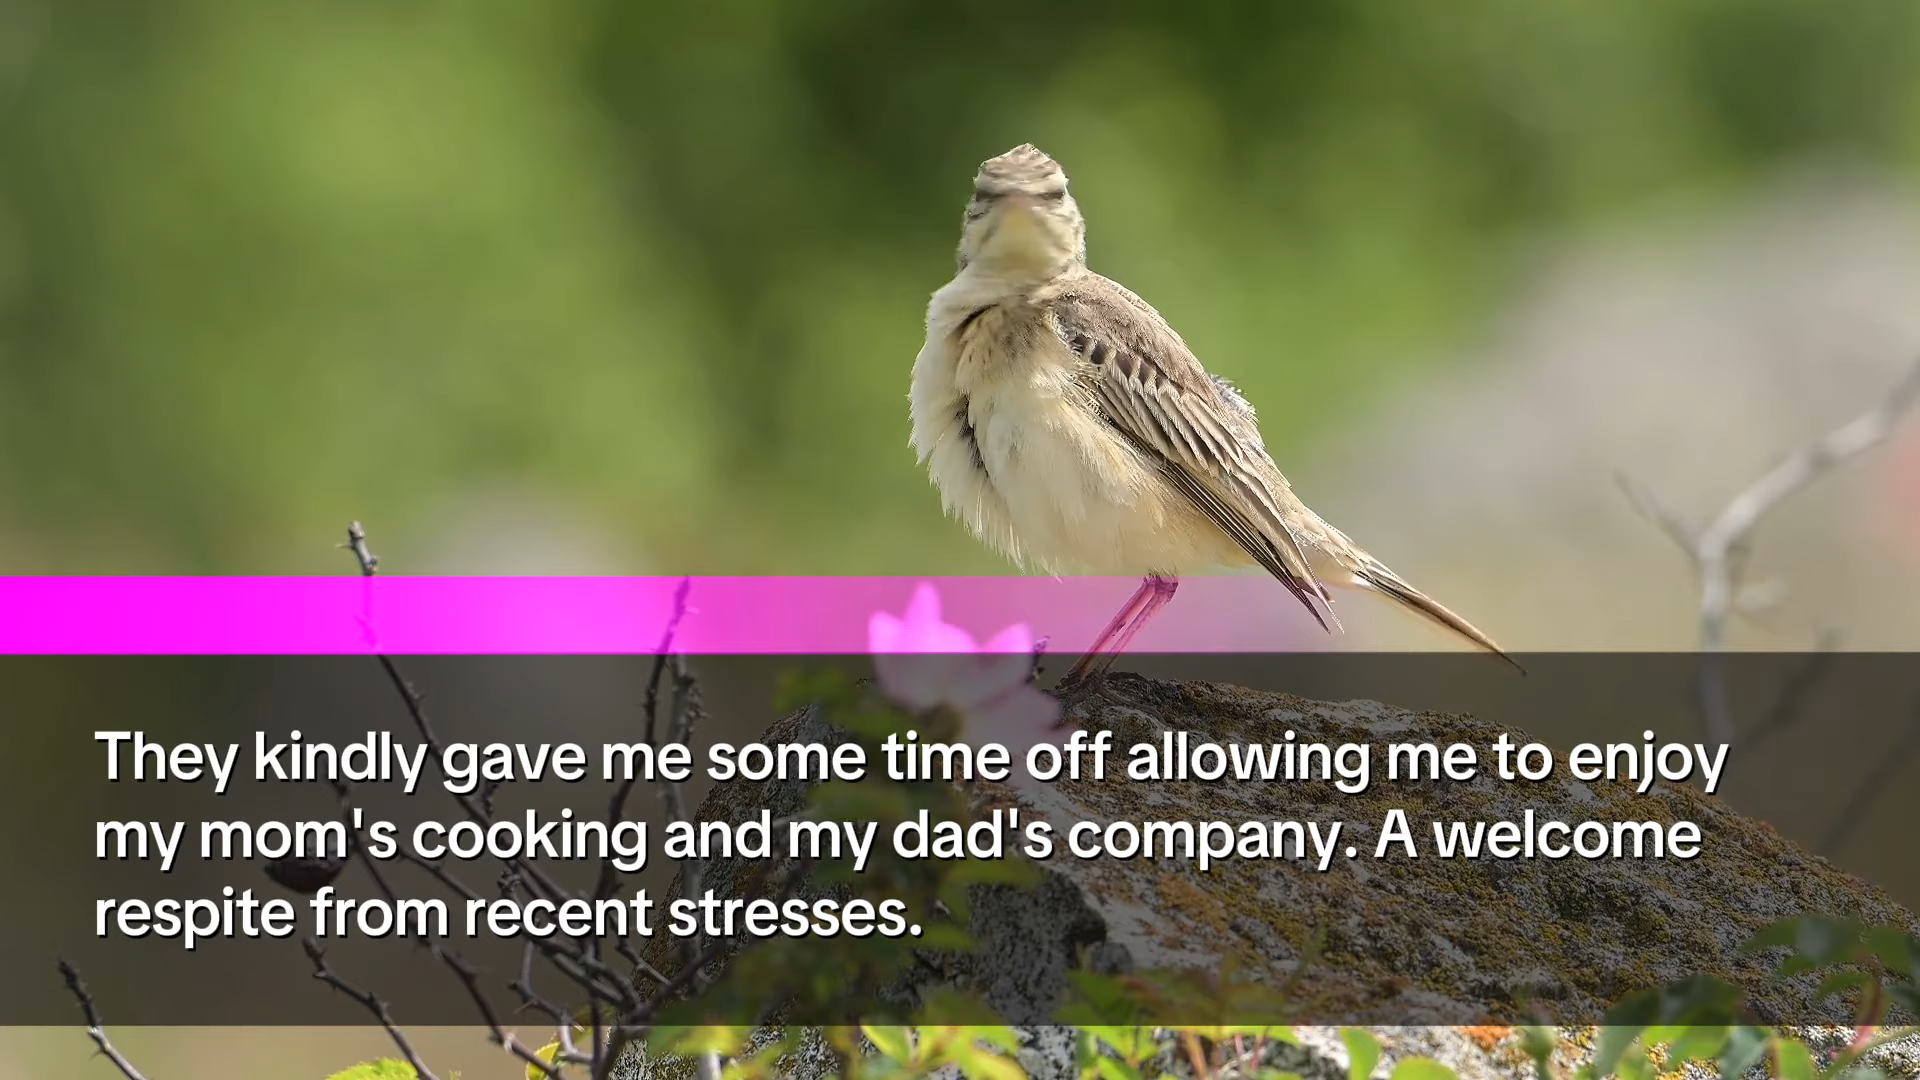 They kindly gave me some time off allowing me to enjoy
my mom's cooking and my dad's company. A welcome
respite from recent stresses.